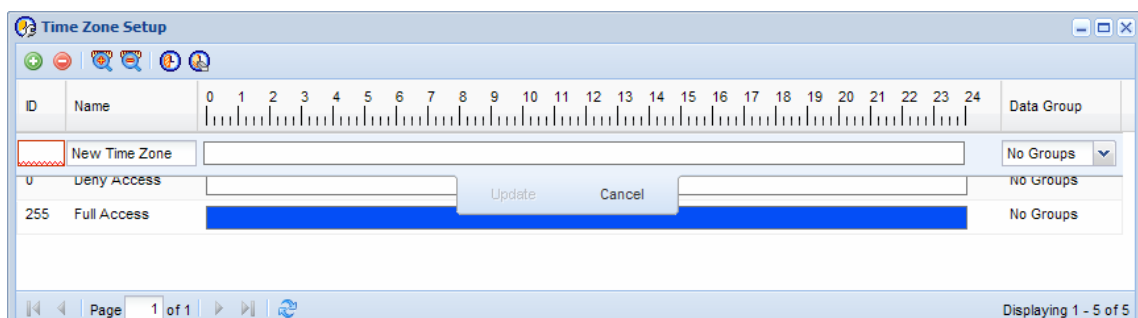 Time Zone Setup
ID Name 0 1 2 3 4 5 6 7 8 9 10 11 12 13 14 15 16 17 18 19 20 21 22 23 24 Data Group
New Time Zone No Groups
0 Deny Access No Groups
Update Cancel
255 Full Access No Groups
Page 1 of 1 Displaying 1 - 5 of 5